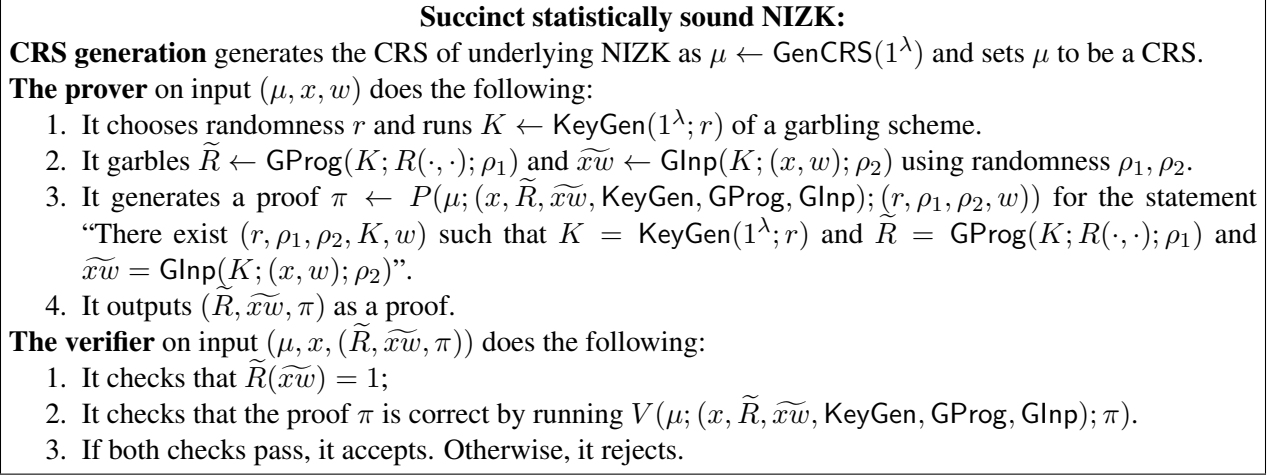 Succinct statistically sound NIZK:
CRS generation generates the CRS of underlying NIZK as μ ← GenCRS(1^λ) and sets μ to be a CRS.
The prover on input (μ, x, w) does the following:
1. It chooses randomness r and runs K ← KeyGen(1^λ; r) of a garbling scheme.
2. It garbles R̃ ← GProg(K; R(·, ·); ρ₁) and x͠w ← GInp(K; (x, w); ρ₂) using randomness ρ₁, ρ₂.
3. It generates a proof π ← P(μ; (x, R̃, x͠w, KeyGen, GProg, GInp); (r, ρ₁, ρ₂, w)) for the statement
“There exist (r, ρ₁, ρ₂, K, w) such that K = KeyGen(1^λ; r) and R̃ = GProg(K; R(·, ·); ρ₁) and
x͠w = GInp(K; (x, w); ρ₂)”.
4. It outputs (R̃, x͠w, π) as a proof.
The verifier on input (μ, x, (R̃, x͠w, π)) does the following:
1. It checks that R̃(x͠w) = 1;
2. It checks that the proof π is correct by running V(μ; (x, R̃, x͠w, KeyGen, GProg, GInp); π).
3. If both checks pass, it accepts. Otherwise, it rejects.